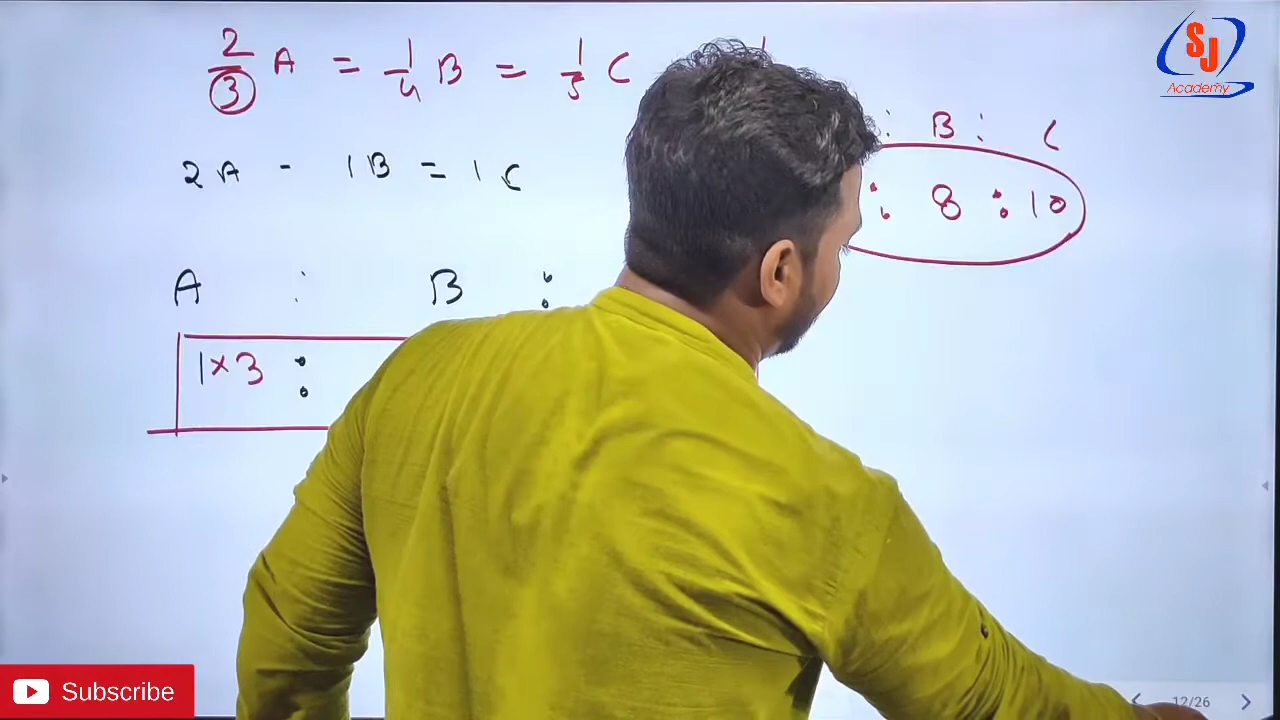 2/3 A = 1/4 B = 1/5 C
SJ
Academy
: B : C
2A - 1B = 1C
: 8 : 10
A : B :
1×3 :
Subscribe
12/26